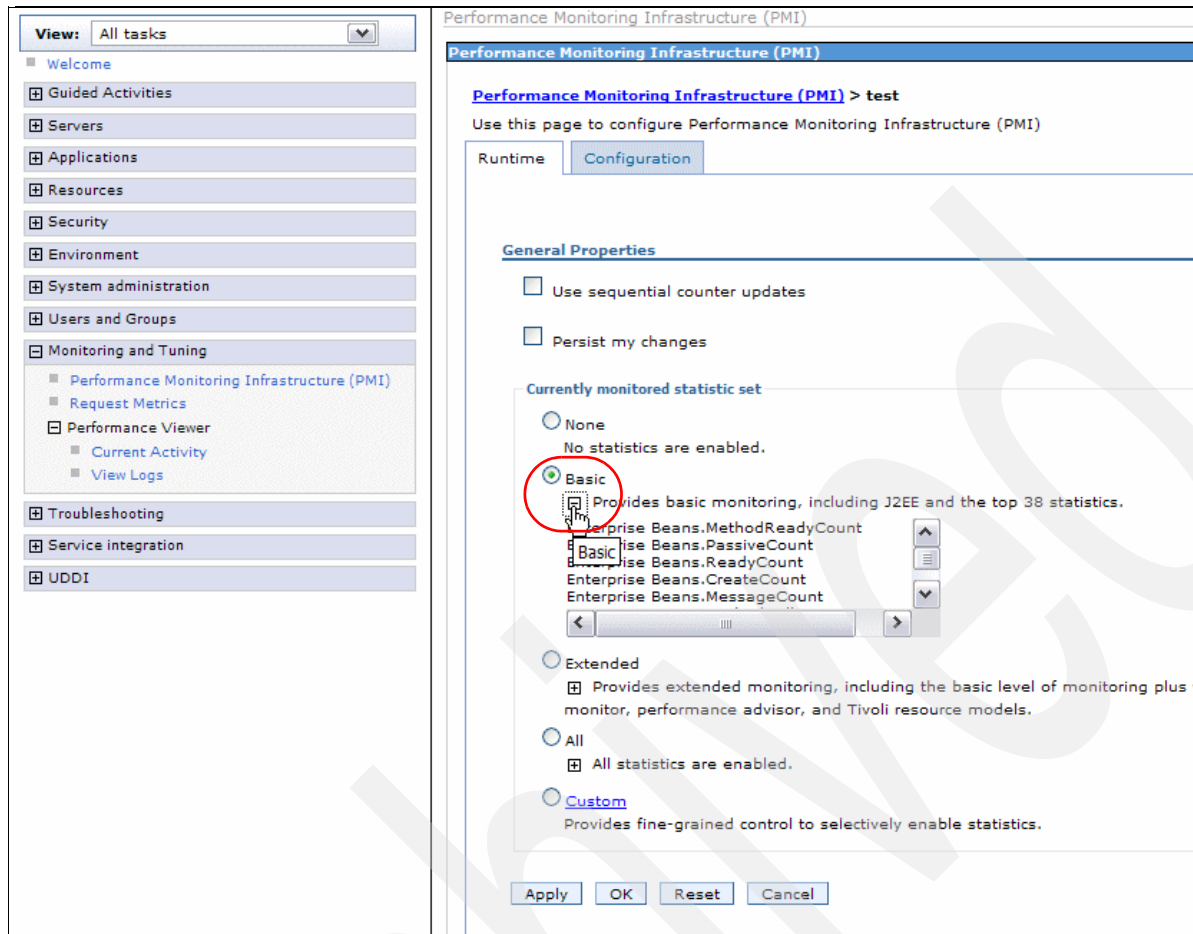 View: All tasks
Welcome
Guided Activities
Servers
Applications
Resources
Security
Environment
System administration
Users and Groups
Monitoring and Tuning
Performance Monitoring Infrastructure (PMI)
Request Metrics
Performance Viewer
Current Activity
View Logs
Troubleshooting
Service integration
UDDI
Performance Monitoring Infrastructure (PMI)
Performance Monitoring Infrastructure (PMI)
Performance Monitoring Infrastructure (PMI) > test
Use this page to configure Performance Monitoring Infrastructure (PMI)
Runtime Configuration
General Properties
Use sequential counter updates
Persist my changes
Currently monitored statistic set
None
No statistics are enabled.
Basic
Provides basic monitoring, including J2EE and the top 38 statistics.
Beans.MethodReadyCount
Beans.PassiveCount
Basic
Beans.ReadyCount
Enterprise Beans.CreateCount
Enterprise Beans.MessageCount
Extended
Provides extended monitoring, including the basic level of monitoring plus
monitor, performance advisor, and Tivoli resource models.
All
All statistics are enabled.
Custom
Provides fine-grained control to selectively enable statistics.
Apply OK Reset Cancel